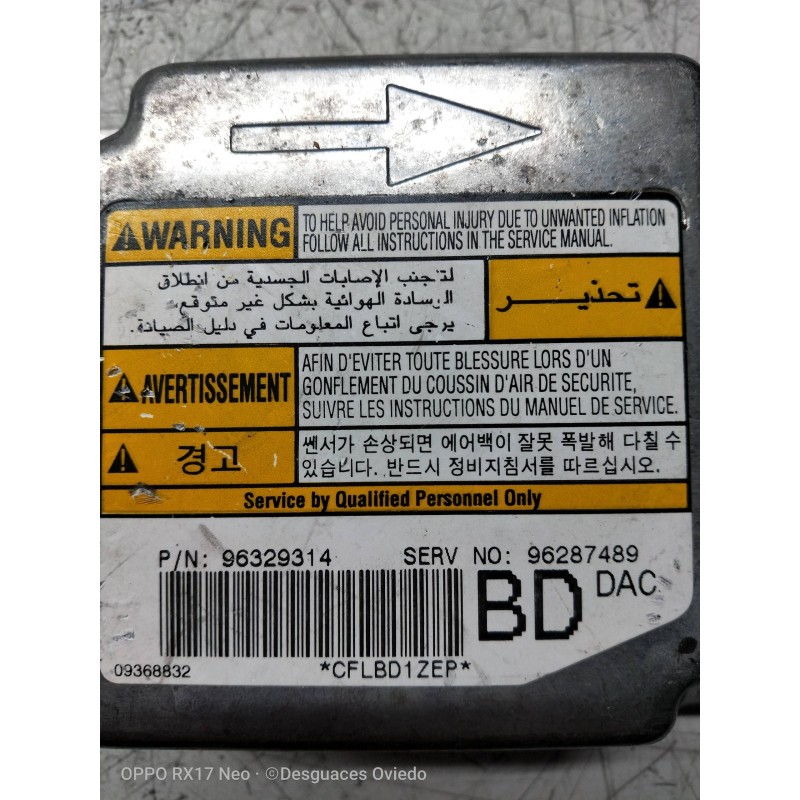 WARNING
TO HELP AVOID PERSONAL INJURY DUE TO UNWANTED INFLATION
FOLLOW ALL INSTRUCTIONS IN THE SERVICE MANUAL.
تحذيـــر
لتجنب الإصابات الجسدية من انطلاق
الوسادة الهوائية بشكل غير متوقع،
يرجى اتباع المعلومات في دليل الصيانة.
AVERTISSEMENT
AFIN D'EVITER TOUTE BLESSURE LORS D'UN
GONFLEMENT DU COUSSIN D'AIR DE SECURITE,
SUIVRE LES INSTRUCTIONS DU MANUEL DE SERVICE.
경고
쎈서가 손상되면 에어백이 잘못 폭발해 다칠 수
있습니다. 반드시 정비지침서를 따르십시오.
Service by Qualified Personnel Only
P/N: 96329314 SERV NO: 96287489
BD DAC
09368832 *CFLBD1ZEP*
OPPO RX17 Neo · ©Desguaces Oviedo